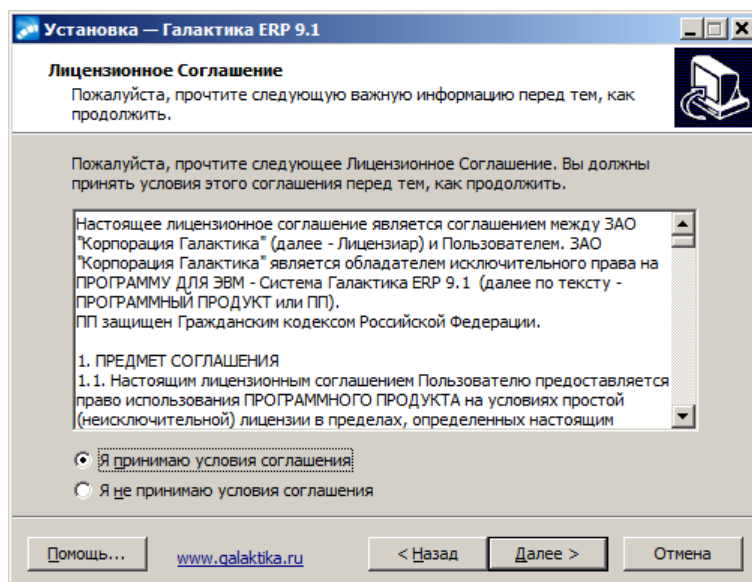 Установка — Галактика ERP 9.1
Лицензионное Соглашение
Пожалуйста, прочтите следующую важную информацию перед тем, как
продолжить.
Пожалуйста, прочтите следующее Лицензионное Соглашение. Вы должны
принять условия этого соглашения перед тем, как продолжить.
Настоящее лицензионное соглашение является соглашением между ЗАО
"Корпорация Галактика" (далее - Лицензиар) и Пользователем. ЗАО
"Корпорация Галактика" является обладателем исключительного права на
ПРОГРАММУ ДЛЯ ЭВМ - Система Галактика ERP 9.1 (далее по тексту -
ПРОГРАММНЫЙ ПРОДУКТ или ПП).
ПП защищен Гражданским кодексом Российской Федерации.
1. ПРЕДМЕТ СОГЛАШЕНИЯ
1.1. Настоящим лицензионным соглашением Пользователю предоставляется
право использования ПРОГРАММНОГО ПРОДУКТА на условиях простой
(неисключительной) лицензии в пределах, определенных настоящим
Я принимаю условия соглашения
Я не принимаю условия соглашения
Помощь... www.galaktika.ru < Назад Далее > Отмена